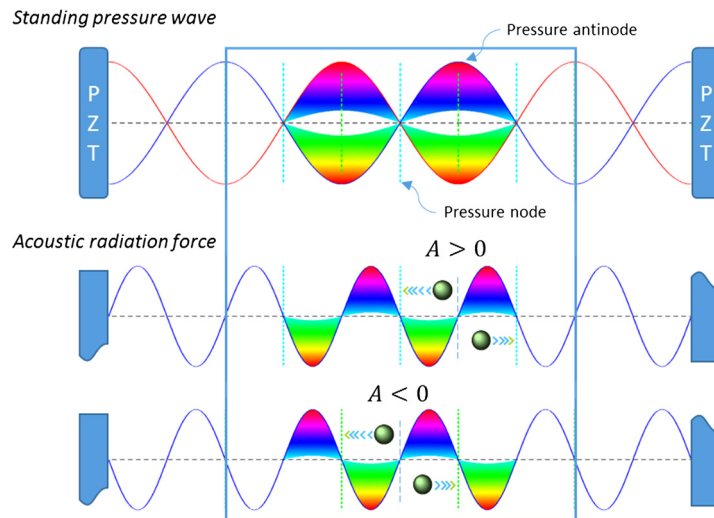 Standing pressure wave
Pressure antinode
P
Z
T
P
Z
T
Pressure node
Acoustic radiation force
A > 0
A < 0